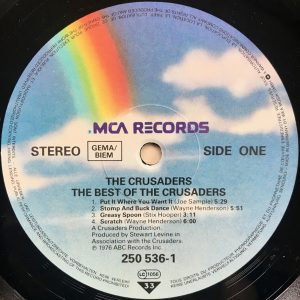 MCA RECORDS
STEREO
GEMA/
BIEM
SIDE ONE
THE CRUSADERS
THE BEST OF THE CRUSADERS
1. Put It Where You Want It (Joe Sample) 5:29
2. Stomp And Buck Dance (Wayne Henderson) 5:51
3. Greasy Spoon (Stix Hooper) 3:11
4. Scratch (Wayne Henderson) 6:00
A Crusaders Production.
Produced by Stewart Levine in
Association with the Crusaders.
℗ 1976 ABC Records Inc.
250 536-1
LC 1056
33